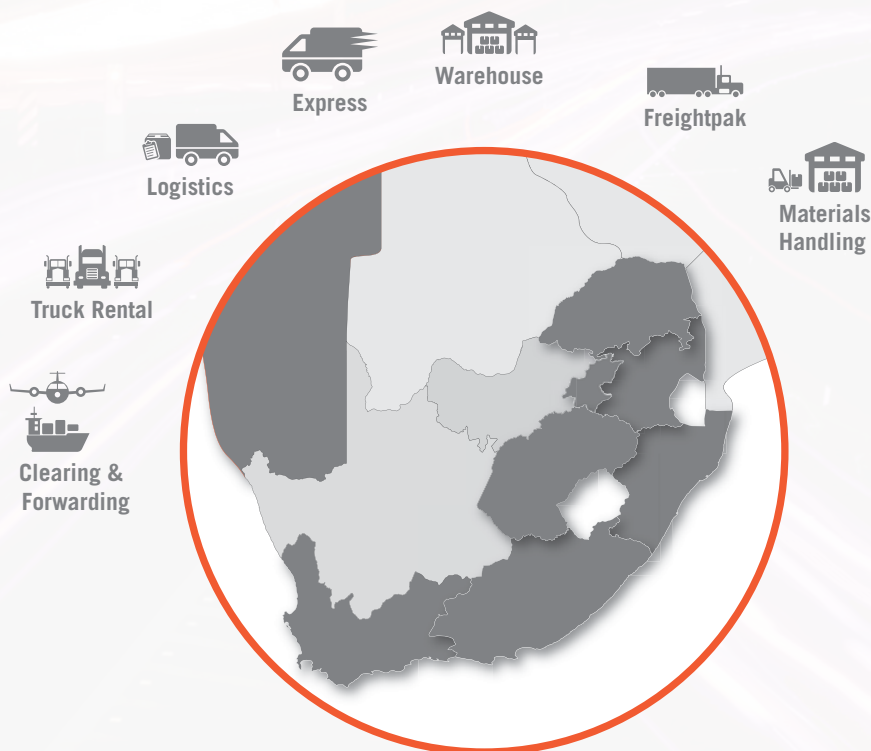 Warehouse
Express
Freightpak
Logistics
Materials
Handling
Truck Rental
Clearing &
Forwarding